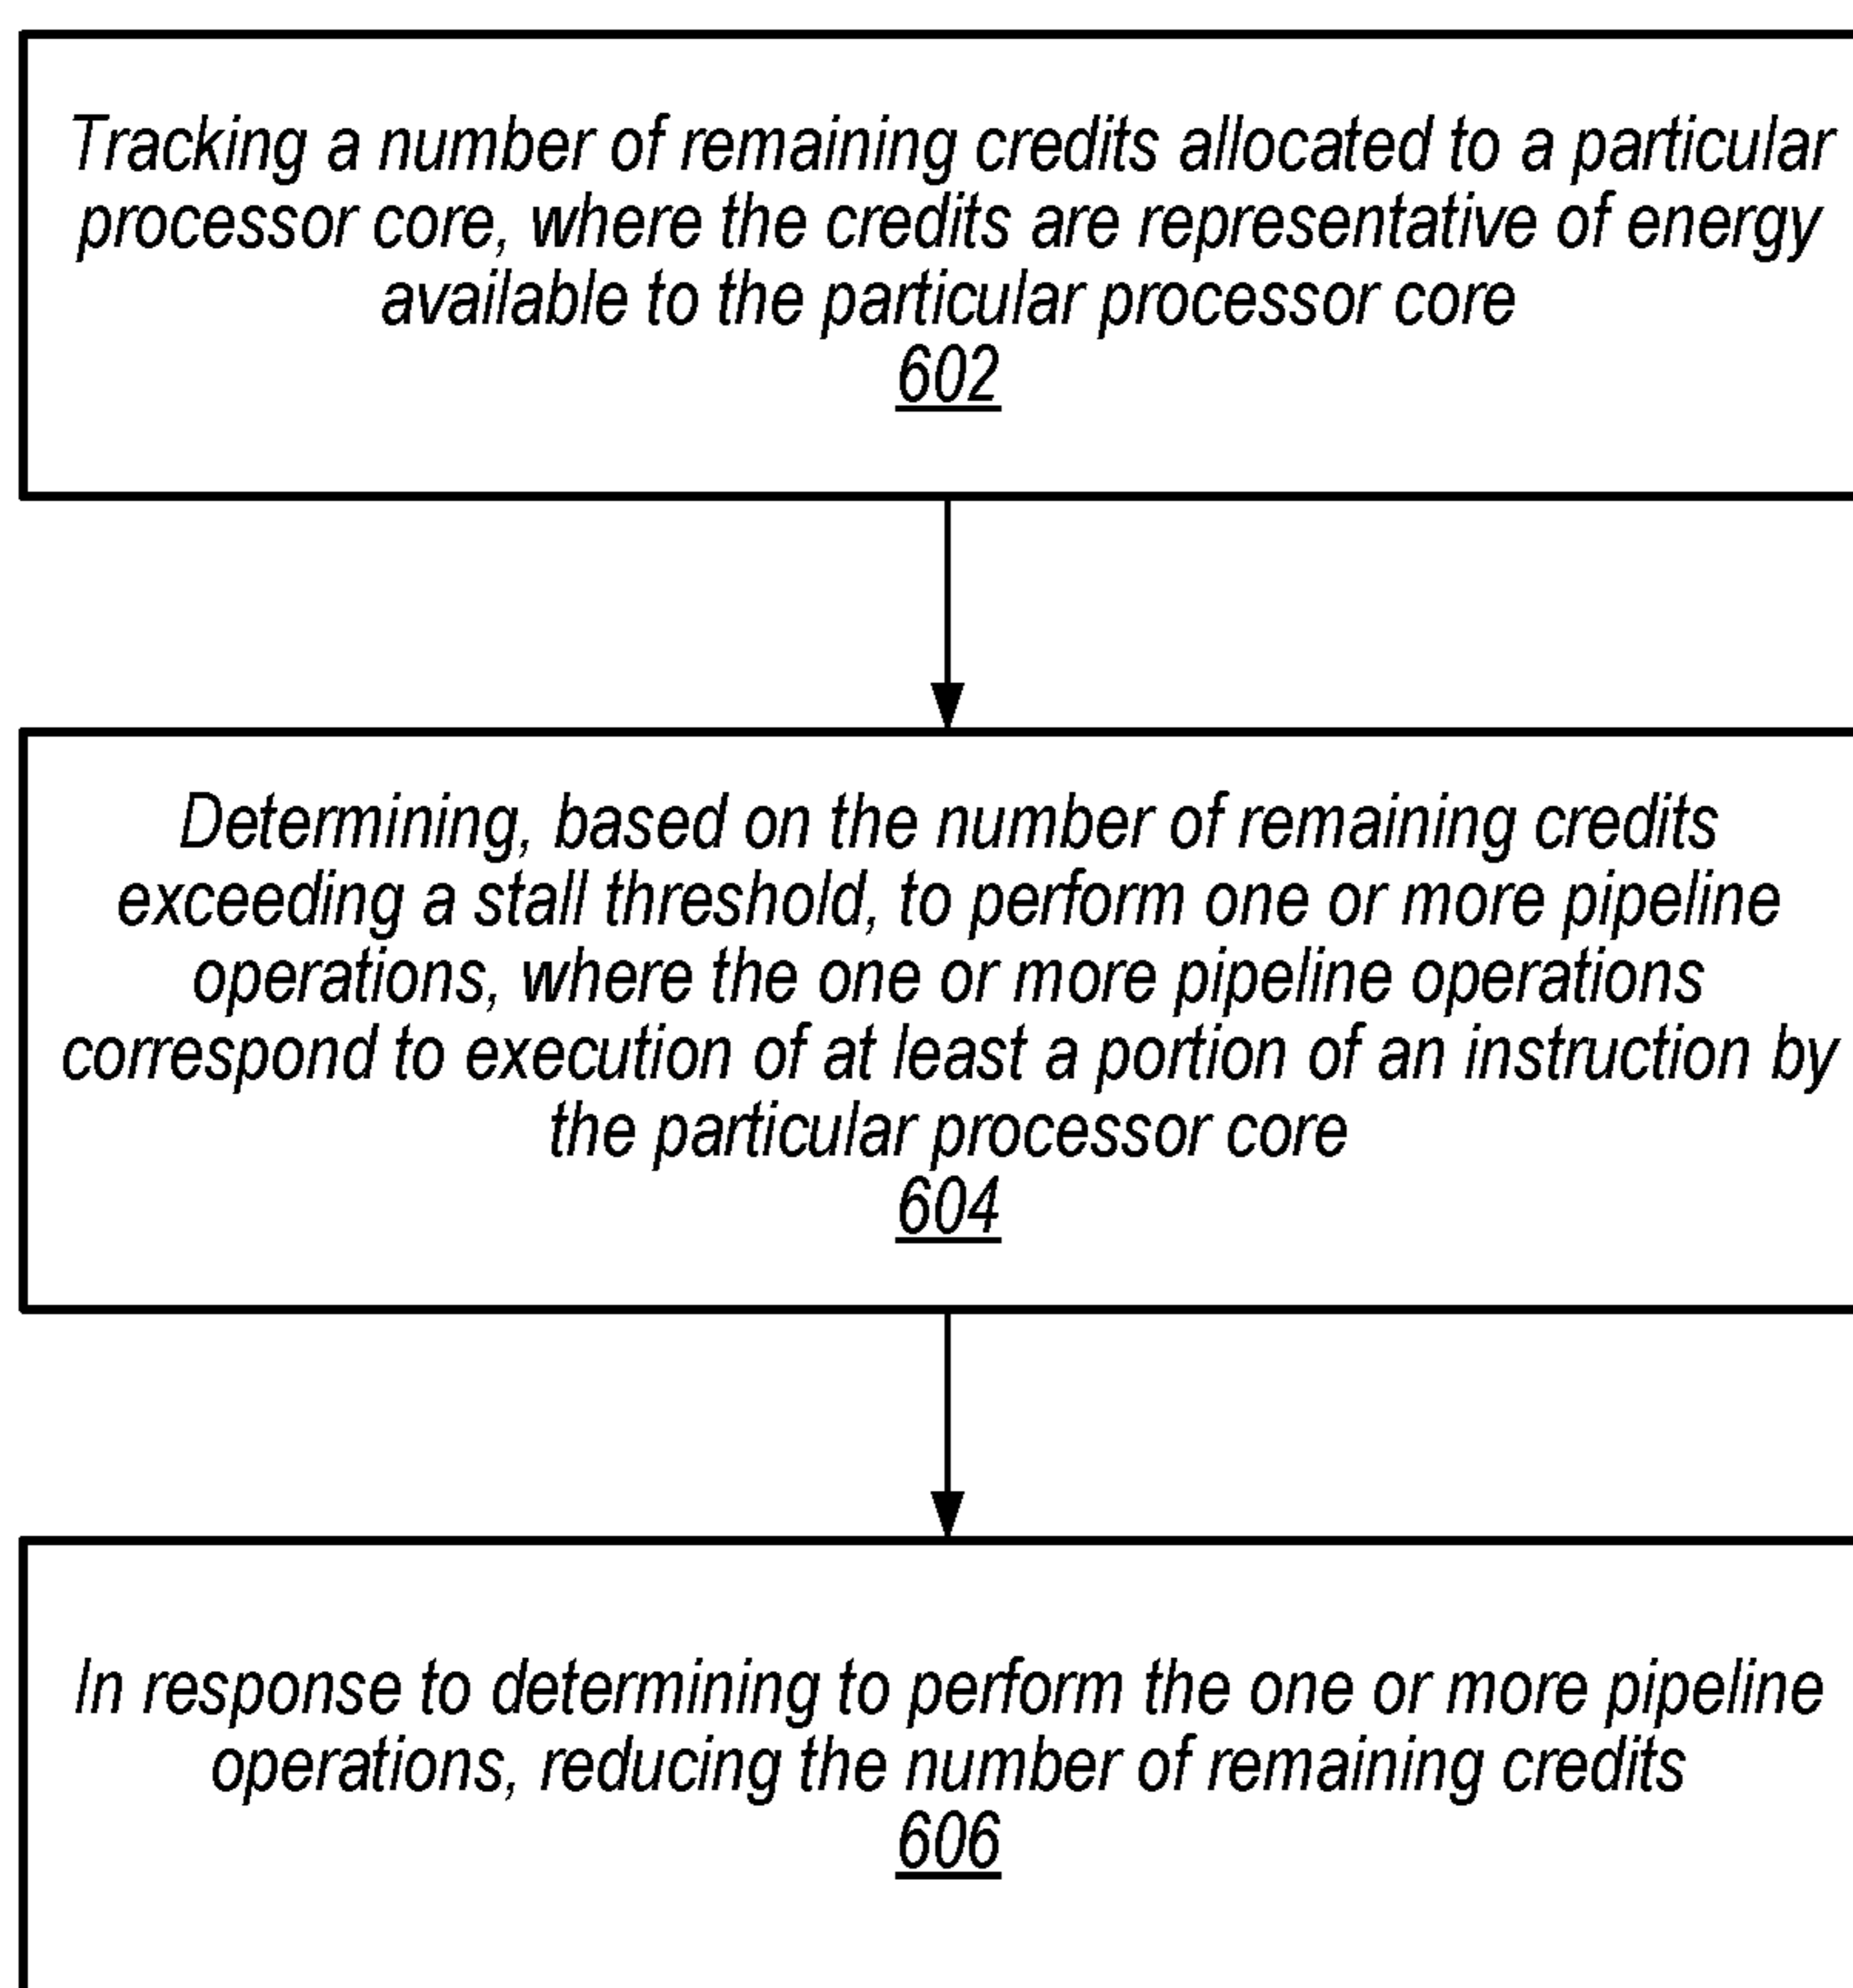 Tracking a number of remaining credits allocated to a particular
processor core, where the credits are representative of energy
available to the particular processor core
602
Determining, based on the number of remaining credits
exceeding a stall threshold, to perform one or more pipeline
operations, where the one or more pipeline operations
correspond to execution of at least a portion of an instruction by
the particular processor core
604
In response to determining to perform the one or more pipeline
operations, reducing the number of remaining credits
606